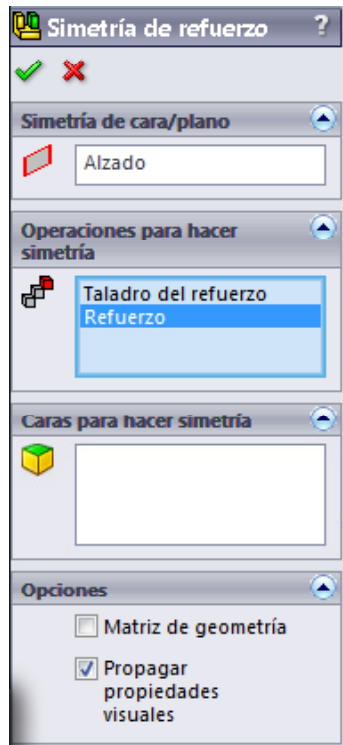 Simetría de refuerzo ?
Simetría de cara/plano
Alzado
Operaciones para hacer
simetría
Taladro del refuerzo
Refuerzo
Caras para hacer simetría
Opciones
Matriz de geometría
Propagar
propiedades
visuales